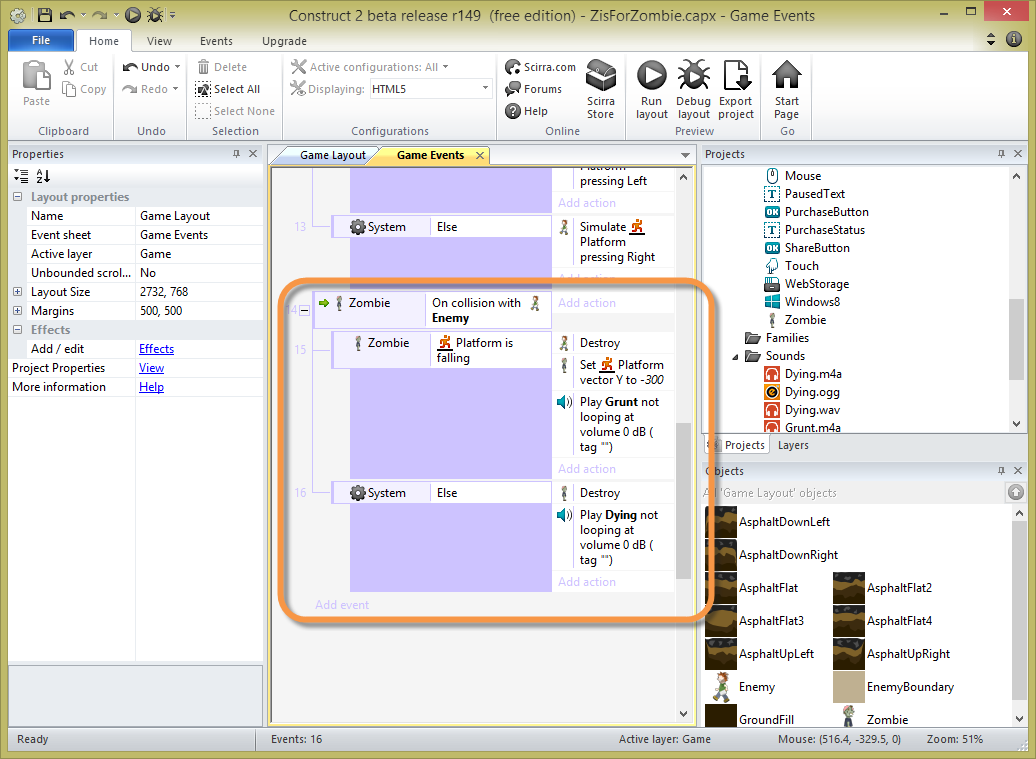 Construct 2 beta release r149 (free edition) - ZisForZombie.capx - Game Events
File Home View Events Upgrade
Paste
Cut
Copy
Clipboard
Undo
Redo
Undo
Delete
Select All
Select None
Selection
Active configurations: All
Displaying: HTML5
Configurations
Scirra.com
Forums
Help
Scirra
Store
Online
Run
layout
Debug
layout
Export
project
Preview
Start
Page
Go
Properties
Layout properties
Name Game Layout
Event sheet Game Events
Active layer Game
Unbounded scrol... No
Layout Size 2732, 768
Margins 500, 500
Effects
Add / edit Effects
Project Properties View
More information Help
Game Layout Game Events
Platform
pressing Left
Add action
13 System Else
Simulate
Platform
pressing Right
Add action
14 Zombie On collision with
Enemy
Add action
15 Zombie Platform is
falling
Destroy
Set Platform
vector Y to -300
Play Grunt not
looping at
volume 0 dB (
tag "")
Add action
16 System Else
Destroy
Play Dying not
looping at
volume 0 dB (
tag "")
Add action
Add event
Projects
Mouse
PausedText
PurchaseButton
PurchaseStatus
ShareButton
Touch
WebStorage
Windows8
Zombie
Families
Sounds
Dying.m4a
Dying.ogg
Dying.wav
Grunt.m4a
Projects Layers
Objects
All 'Game Layout' objects
AsphaltDownLeft
AsphaltDownRight
AsphaltFlat AsphaltFlat2
AsphaltFlat3 AsphaltFlat4
AsphaltUpLeft AsphaltUpRight
Enemy EnemyBoundary
GroundFill Zombie
Ready Events: 16 Active layer: Game Mouse: (516.4, -329.5, 0) Zoom: 51%